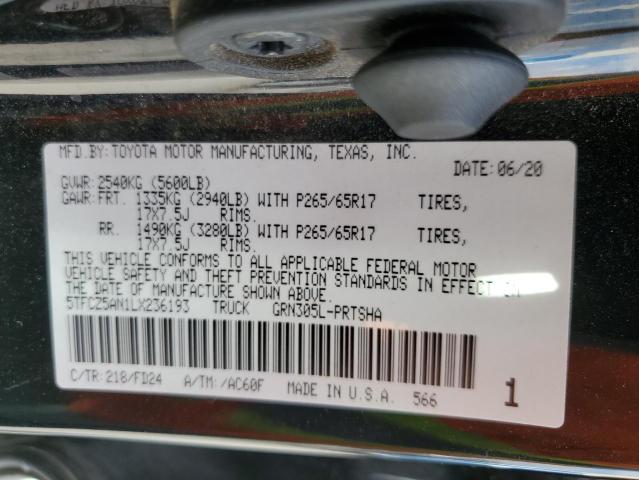 MFD.BY:TOYOTA MOTOR MANUFACTURING, TEXAS, INC.
DATE:06/20
GVWR:2540KG (5600LB)
GAWR:FRT. 1335KG (2940LB) WITH P265/65R17 TIRES,
17X7.5J RIMS.
RR. 1490KG (3280LB) WITH P265/65R17 TIRES,
17X7.5J RIMS.
THIS VEHICLE CONFORMS TO ALL APPLICABLE FEDERAL MOTOR
VEHICLE SAFETY AND THEFT PREVENTION STANDARDS IN EFFECT ON
THE DATE OF MANUFACTURE SHOWN ABOVE.
5TFCZ5AN1LX236193 TRUCK GRN305L-PRTSHA
C/TR:218/FD24 A/TM:/AC60F MADE IN U.S.A. 566 1